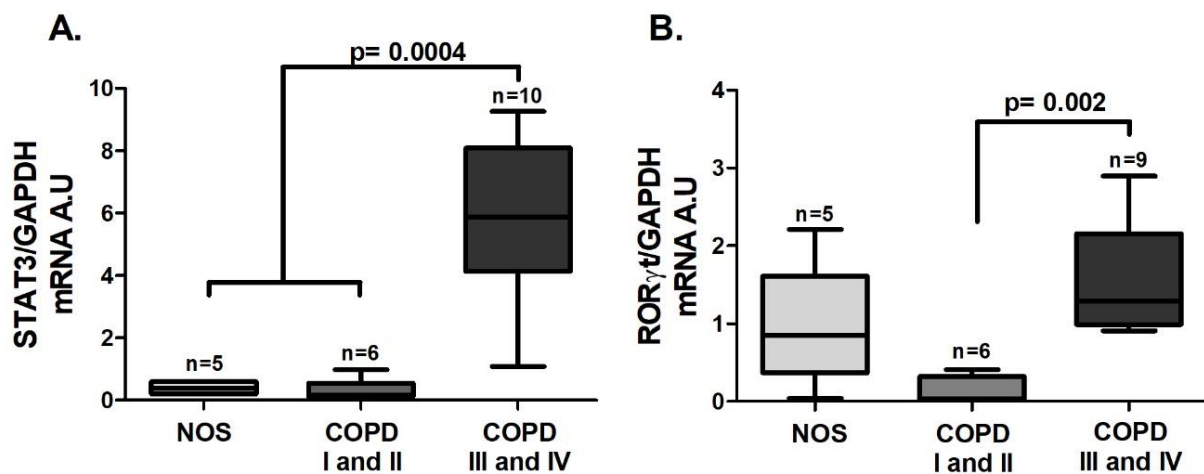 A.
p= 0.0004
STAT3/GAPDH
mRNA A.U
10
8
6
4
2
0
n=5
n=6
n=10
NOS
COPD
I and II
COPD
III and IV
B.
p= 0.002
RORγt/GAPDH
mRNA A.U
4
3
2
1
0
n=5
n=6
n=9
NOS
COPD
I and II
COPD
III and IV